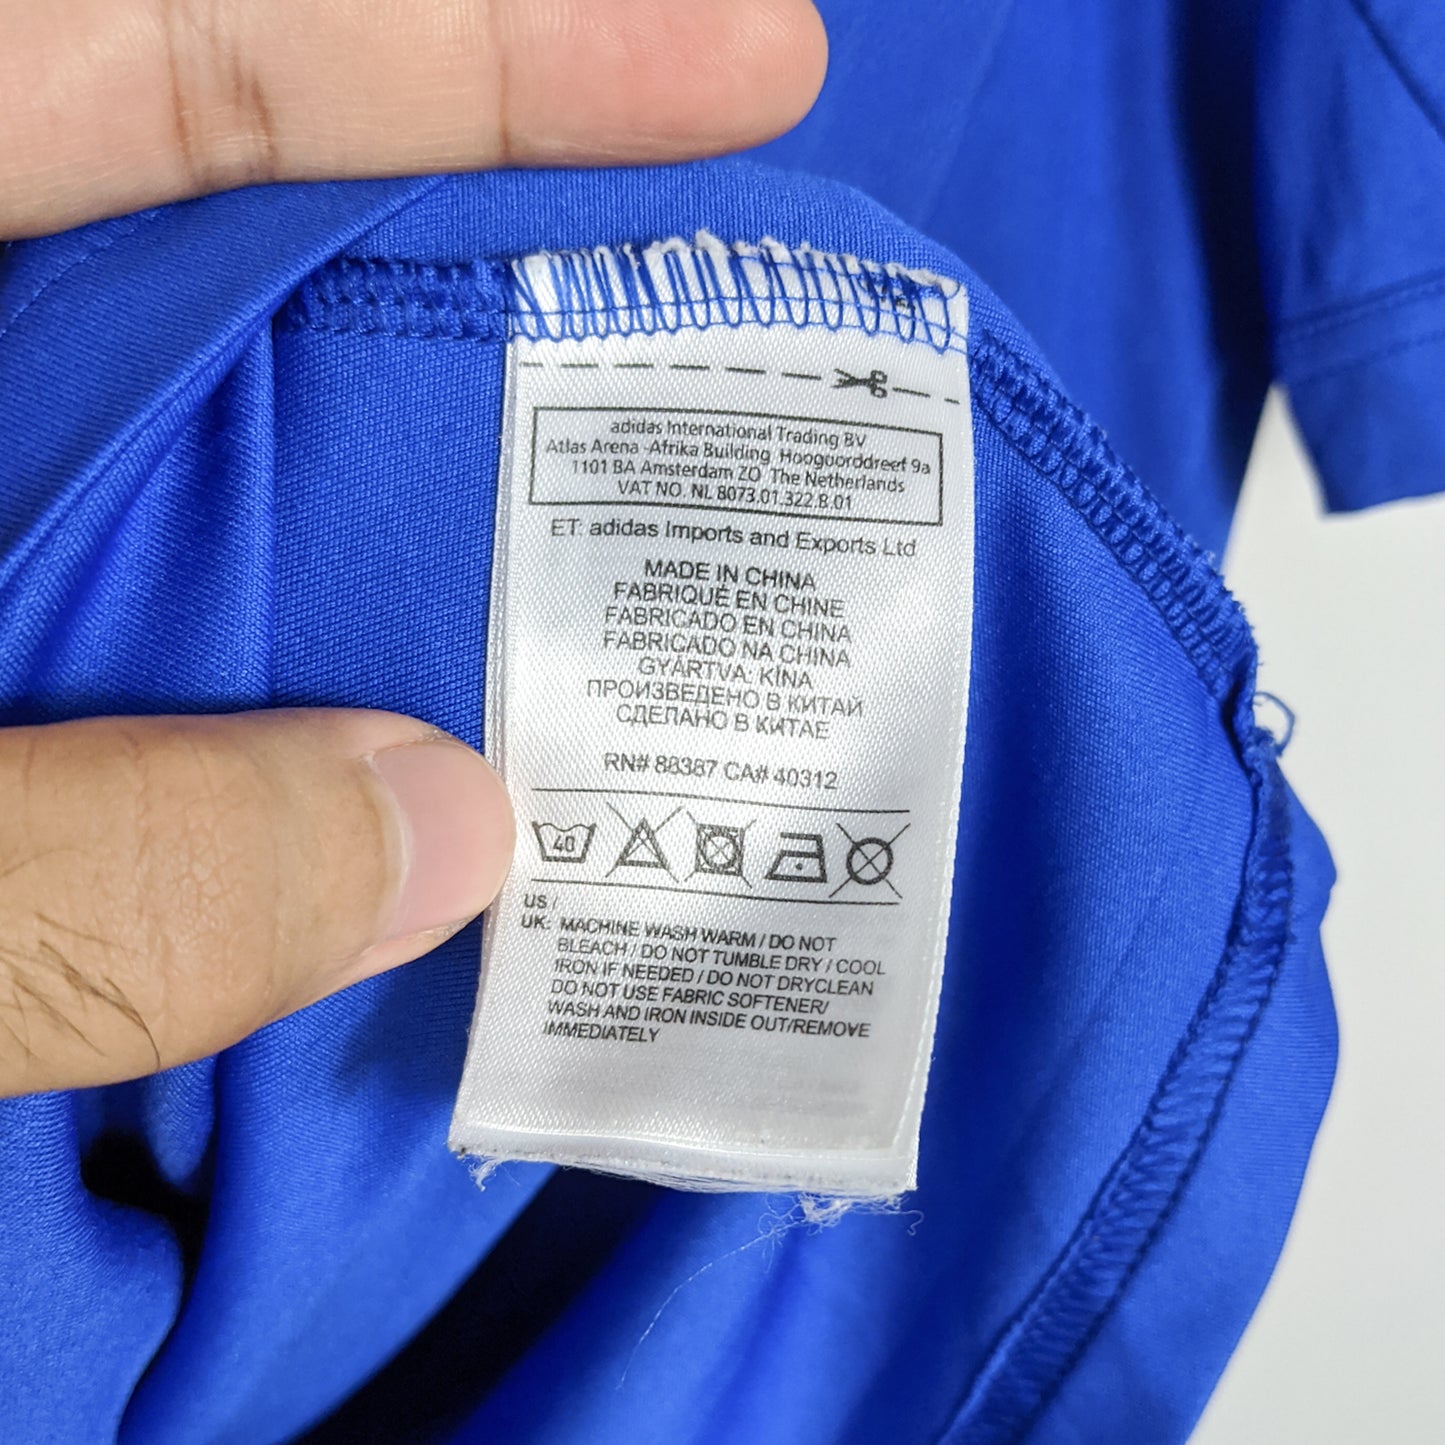 adidas International Trading BV
Atlas Arena -Afrika Building Hoogoorddreef 9a
1101 BA Amsterdam ZO The Netherlands
VAT NO. NL 8073.01.322.B.01
ET: adidas Imports and Exports Ltd
MADE IN CHINA
FABRIQUÉ EN CHINE
FABRICADO EN CHINA
FABRICADO NA CHINA
GYÁRTVA: KÍNA
ПРОИЗВЕДЕНО В КИТАЙ
СДЕЛАНО В КИТАЕ
RN# 88387 CA# 40312
40
US /
UK: MACHINE WASH WARM / DO NOT
BLEACH / DO NOT TUMBLE DRY / COOL
IRON IF NEEDED / DO NOT DRYCLEAN
DO NOT USE FABRIC SOFTENER/
WASH AND IRON INSIDE OUT/REMOVE
IMMEDIATELY